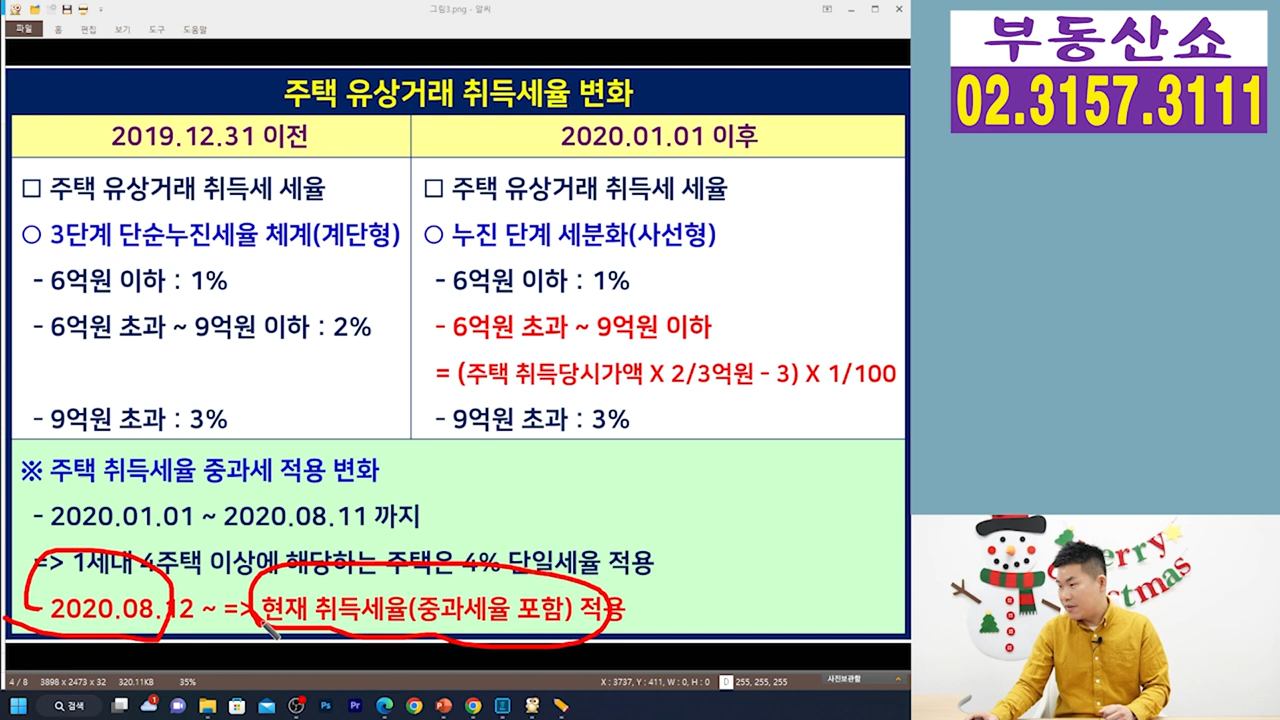 그림3.png - 알씨
파일 홈 편집 보기 도구 도움말
부동산쇼
02.3157.3111
주택 유상거래 취득세율 변화
2019.12.31 이전
2020.01.01 이후
□ 주택 유상거래 취득세 세율
○ 3단계 단순누진세율 체계(계단형)
- 6억원 이하 : 1%
- 6억원 초과 ~ 9억원 이하 : 2%
- 9억원 초과 : 3%
□ 주택 유상거래 취득세 세율
○ 누진 단계 세분화(사선형)
- 6억원 이하 : 1%
- 6억원 초과 ~ 9억원 이하
= (주택 취득당시가액 X 2/3억원 - 3) X 1/100
- 9억원 초과 : 3%
※ 주택 취득세율 중과세 적용 변화
- 2020.01.01 ~ 2020.08.11 까지
=> 1세대 4주택 이상에 해당하는 주택은 4% 단일세율 적용
- 2020.08.12 ~ => 현재 취득세율(중과세율 포함) 적용
erry
tmas
4 / 8 3898 x 2473 x 32 320.11KB 35% X : 3737, Y : 411, W : 0, H : 0 D 255, 255, 255 사진보관함
검색